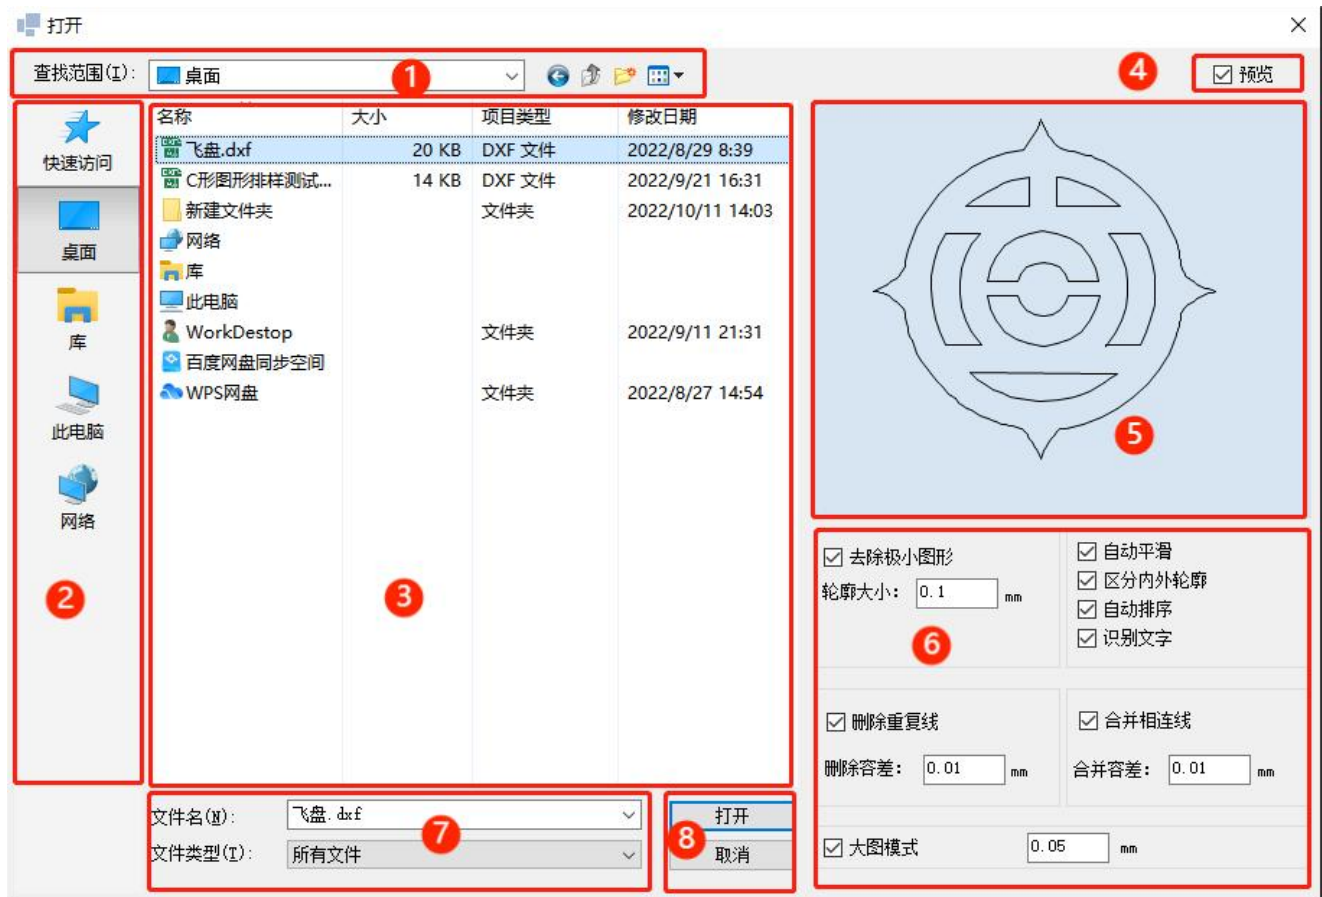 打开
查找范围(I):
桌面
1
4
预览
快速访问
桌面
库
此电脑
网络
2
名称 大小 项目类型 修改日期
飞盘.dxf 20 KB DXF 文件 2022/8/29 8:39
C形图形排样测试... 14 KB DXF 文件 2022/9/21 16:31
新建文件夹 文件夹 2022/10/11 14:03
网络
库
此电脑
WorkDestop 文件夹 2022/9/11 21:31
百度网盘同步空间
WPS网盘 文件夹 2022/8/27 14:54
3
5
去除极小图形
轮廓大小: 0.1 mm
6
自动平滑
区分内外轮廓
自动排序
识别文字
删除重复线
删除容差: 0.01 mm
合并相连线
合并容差: 0.01 mm
大图模式 0.05 mm
文件名(N): 飞盘.dxf
7
文件类型(T): 所有文件
打开
8
取消